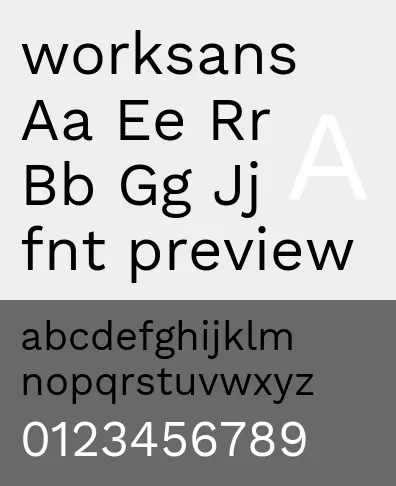 worksans
Aa Ee Rr
A
Bb Gg Jj
fnt preview
abcdefghijklm
nopqrstuvwxyz
0123456789